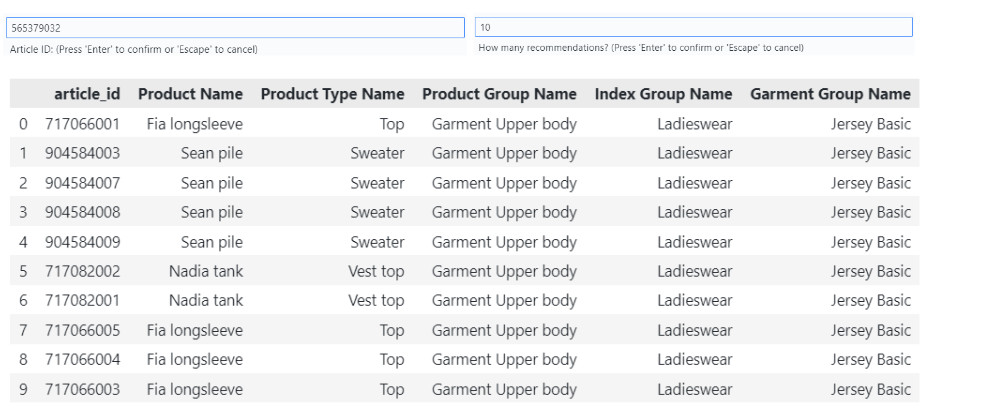 565379032 10
Article ID: (Press 'Enter' to confirm or 'Escape' to cancel) How many recommendations? (Press 'Enter' to confirm or 'Escape' to cancel)
article_id Product Name Product Type Name Product Group Name Index Group Name Garment Group Name
0 717066001 Fia longsleeve Top Garment Upper body Ladieswear Jersey Basic
1 904584003 Sean pile Sweater Garment Upper body Ladieswear Jersey Basic
2 904584007 Sean pile Sweater Garment Upper body Ladieswear Jersey Basic
3 904584008 Sean pile Sweater Garment Upper body Ladieswear Jersey Basic
4 904584009 Sean pile Sweater Garment Upper body Ladieswear Jersey Basic
5 717082002 Nadia tank Vest top Garment Upper body Ladieswear Jersey Basic
6 717082001 Nadia tank Vest top Garment Upper body Ladieswear Jersey Basic
7 717066005 Fia longsleeve Top Garment Upper body Ladieswear Jersey Basic
8 717066004 Fia longsleeve Top Garment Upper body Ladieswear Jersey Basic
9 717066003 Fia longsleeve Top Garment Upper body Ladieswear Jersey Basic